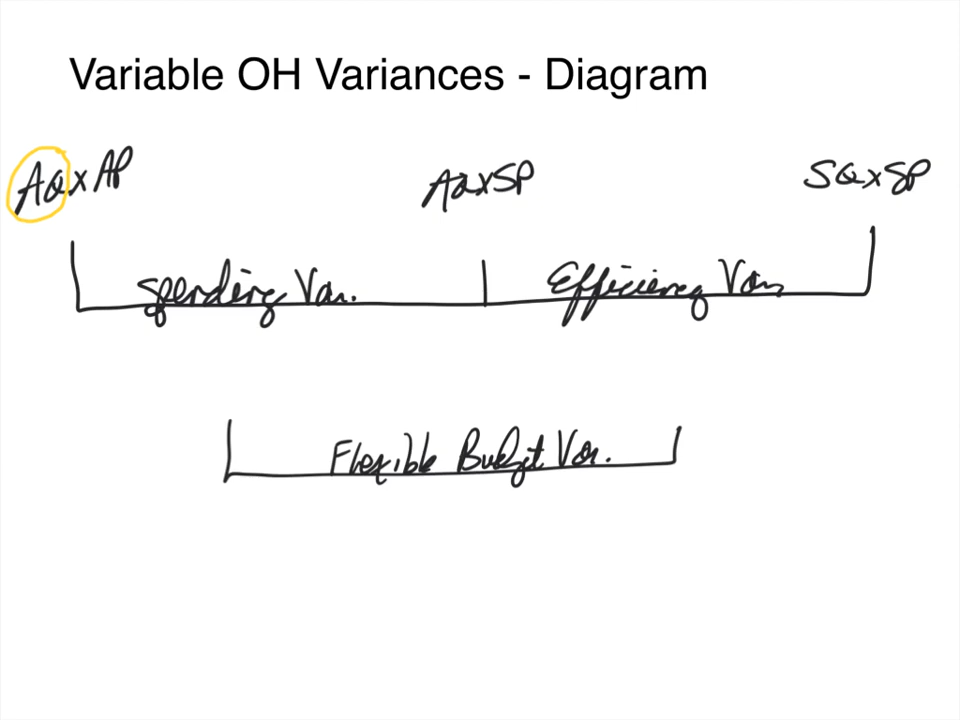 Variable OH Variances - Diagram
AQxAP AQxSP SQxSP
Spending Var. Efficiency Var.
Flexible Budget Var.